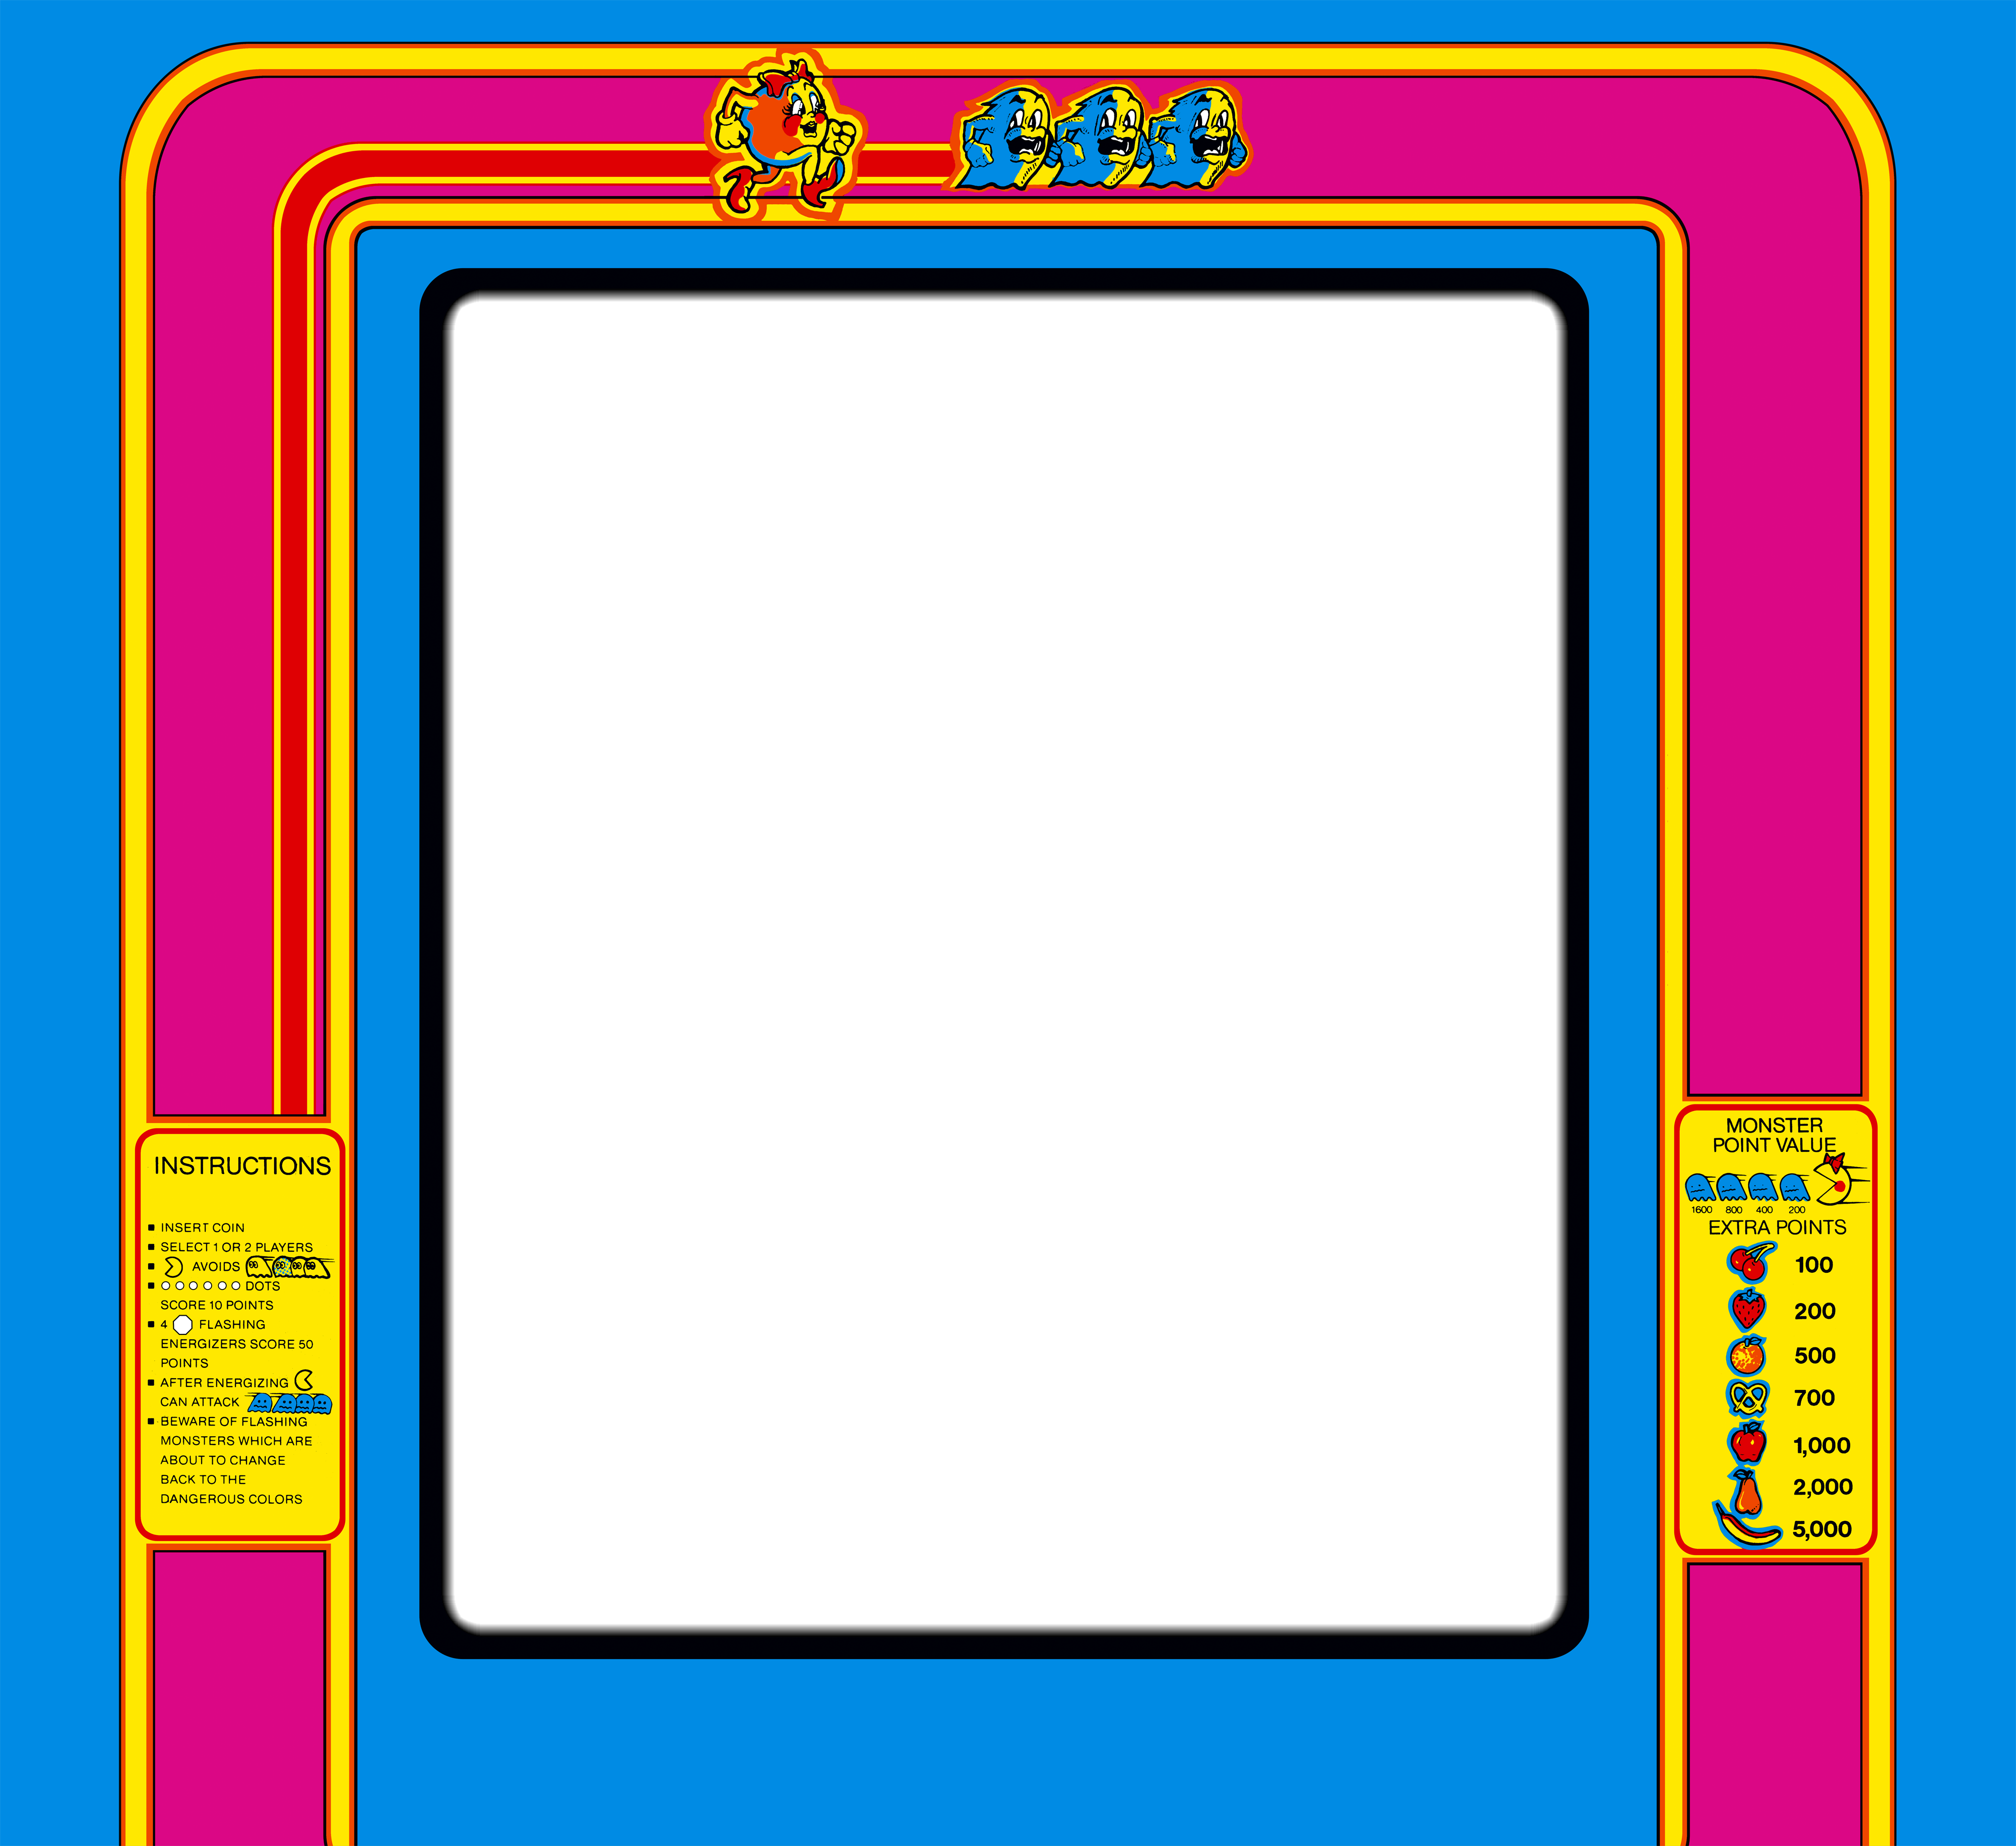 INSTRUCTIONS
INSERT COIN
SELECT 1 OR 2 PLAYERS
AVOIDS
DOTS
SCORE 10 POINTS
4 FLASHING
ENERGIZERS SCORE 50
POINTS
AFTER ENERGIZING
CAN ATTACK
BEWARE OF FLASHING
MONSTERS WHICH ARE
ABOUT TO CHANGE
BACK TO THE
DANGEROUS COLORS
MONSTER
POINT VALUE
1600 800 400 200
EXTRA POINTS
100
200
500
700
1,000
2,000
5,000